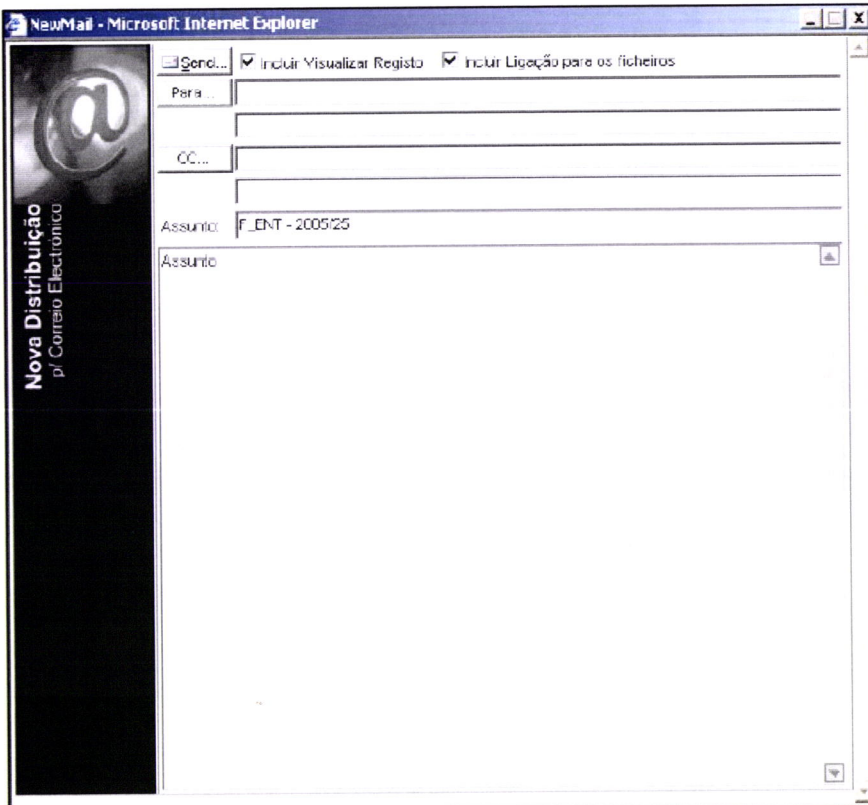 NewMail - Microsoft Internet Explorer
Send... Incluir Visualizar Registo Incluir Ligação para os ficheiros
Para...
CC...
Assunto: F_ENT - 2005/25
Assunto
Nova Distribuição
p/ Correio Electrónico
@